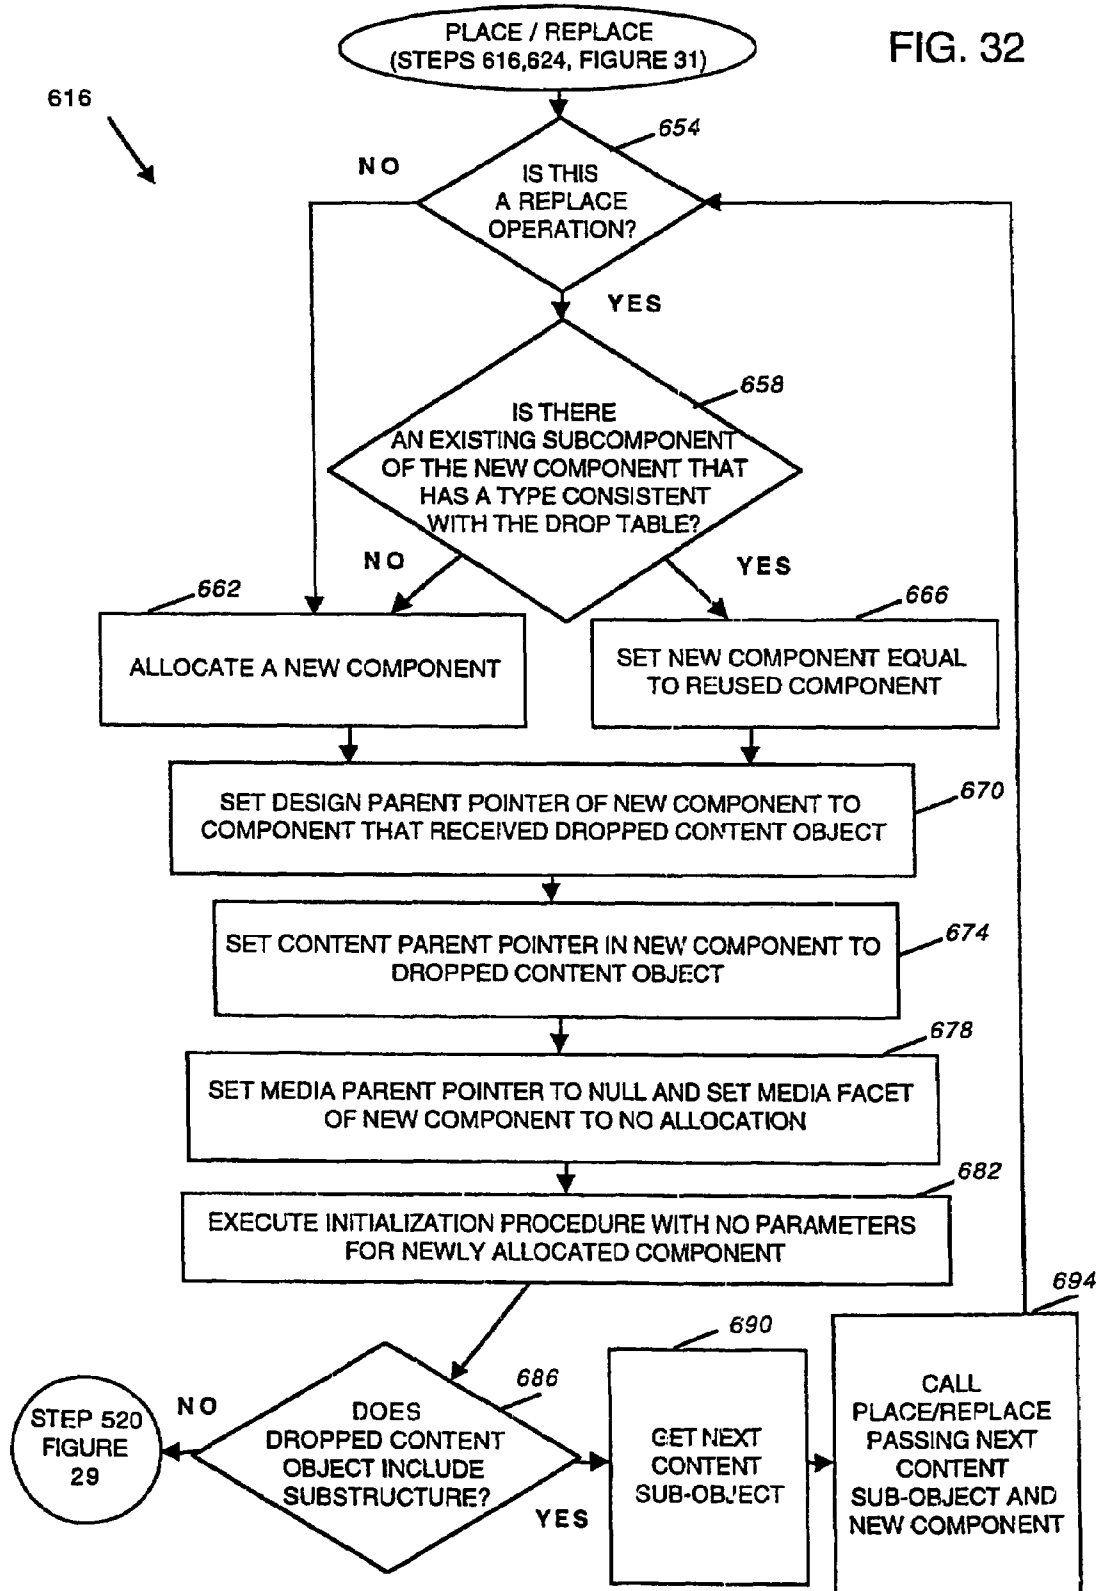 PLACE / REPLACE
(STEPS 616,624, FIGURE 31)
FIG. 32
616
654
NO
IS THIS
A REPLACE
OPERATION?
YES
658
IS THERE
AN EXISTING SUBCOMPONENT
OF THE NEW COMPONENT THAT
HAS A TYPE CONSISTENT
WITH THE DROP TABLE?
NO
YES
662
666
ALLOCATE A NEW COMPONENT
SET NEW COMPONENT EQUAL
TO REUSED COMPONENT
670
SET DESIGN PARENT POINTER OF NEW COMPONENT TO
COMPONENT THAT RECEIVED DROPPED CONTENT OBJECT
674
SET CONTENT PARENT POINTER IN NEW COMPONENT TO
DROPPED CONTENT OBJECT
678
SET MEDIA PARENT POINTER TO NULL AND SET MEDIA FACET
OF NEW COMPONENT TO NO ALLOCATION
682
EXECUTE INITIALIZATION PROCEDURE WITH NO PARAMETERS
FOR NEWLY ALLOCATED COMPONENT
686
DOES
DROPPED CONTENT
OBJECT INCLUDE
SUBSTRUCTURE?
NO
STEP 520
FIGURE
29
YES
690
GET NEXT
CONTENT
SUB-OBJECT
694
CALL
PLACE/REPLACE
PASSING NEXT
CONTENT
SUB-OBJECT AND
NEW COMPONENT